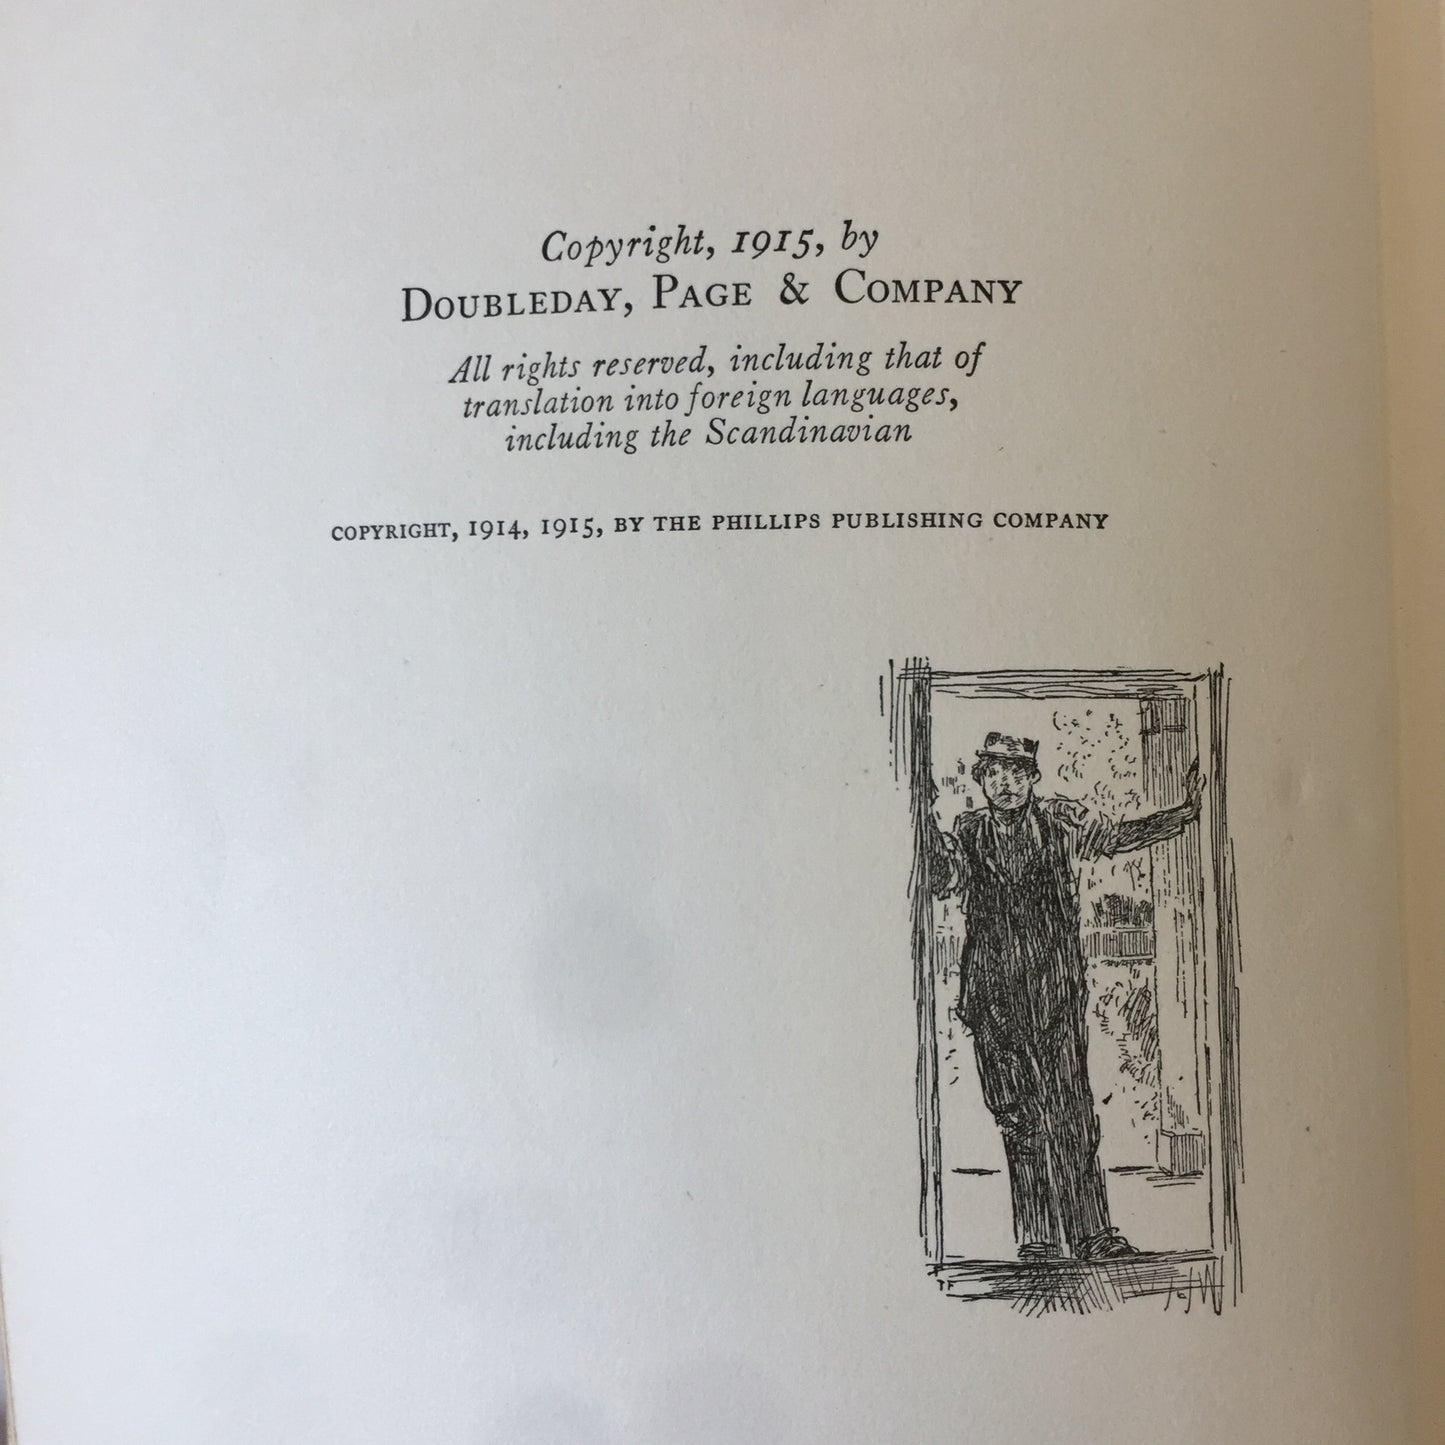 Copyright, 1915, by
DOUBLEDAY, PAGE & COMPANY
All rights reserved, including that of
translation into foreign languages,
including the Scandinavian
COPYRIGHT, 1914, 1915, BY THE PHILLIPS PUBLISHING COMPANY